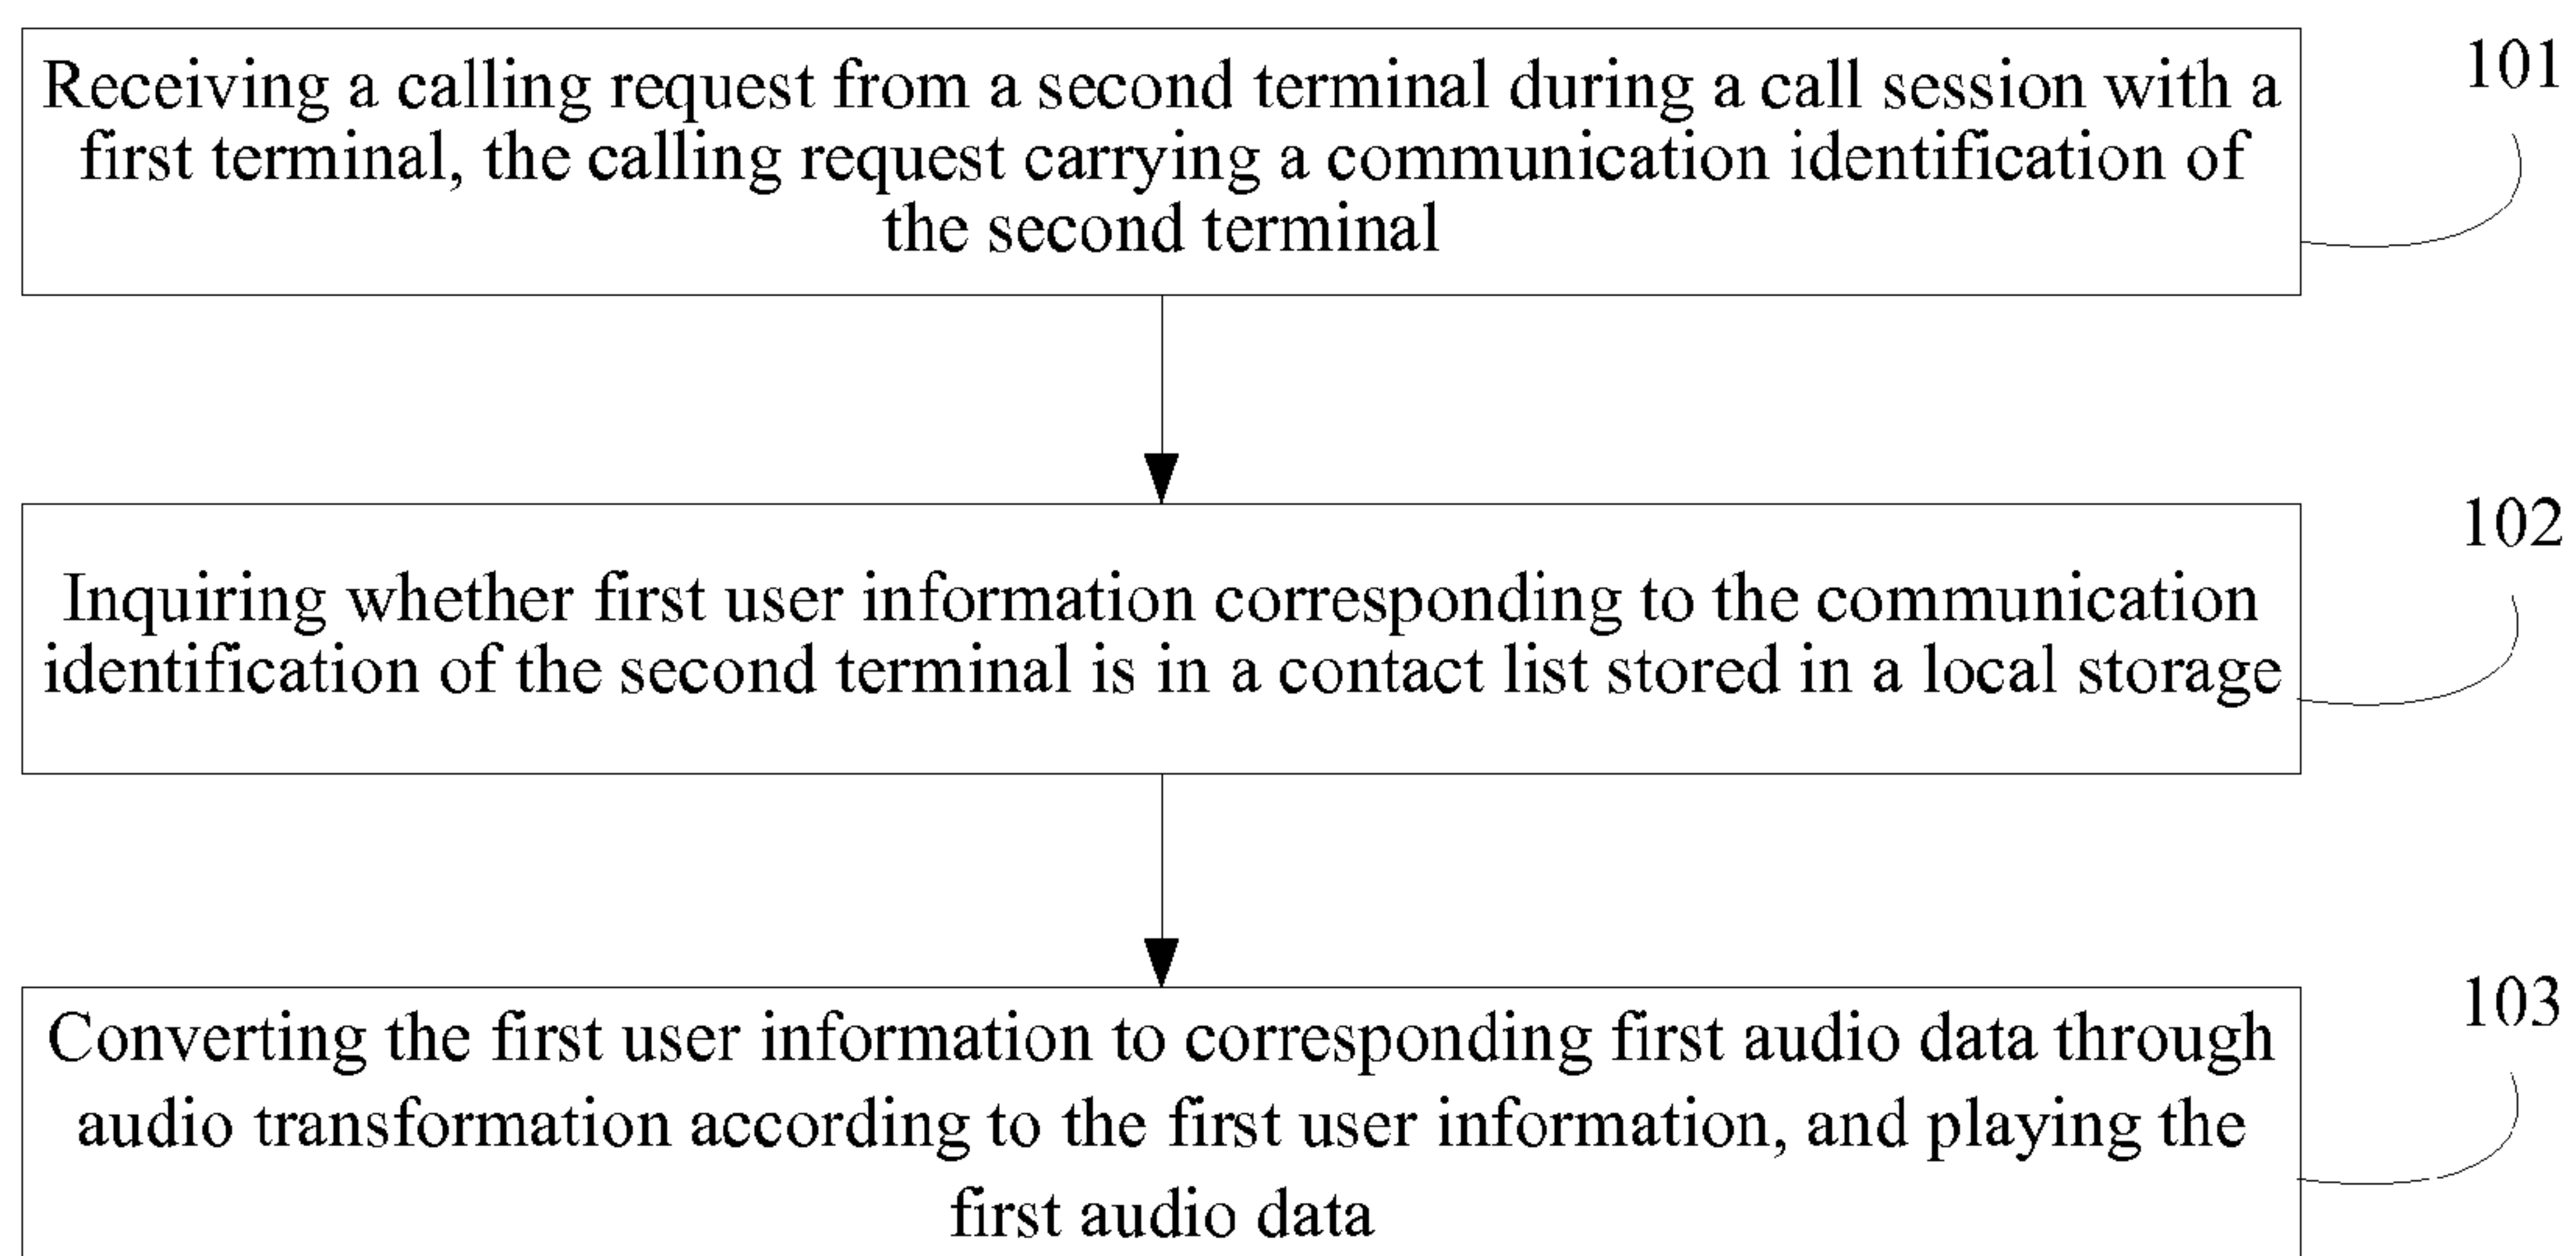 Receiving a calling request from a second terminal during a call session with a
first terminal, the calling request carrying a communication identification of
the second terminal
101
Inquiring whether first user information corresponding to the communication
identification of the second terminal is in a contact list stored in a local storage
102
Converting the first user information to corresponding first audio data through
audio transformation according to the first user information, and playing the
first audio data
103